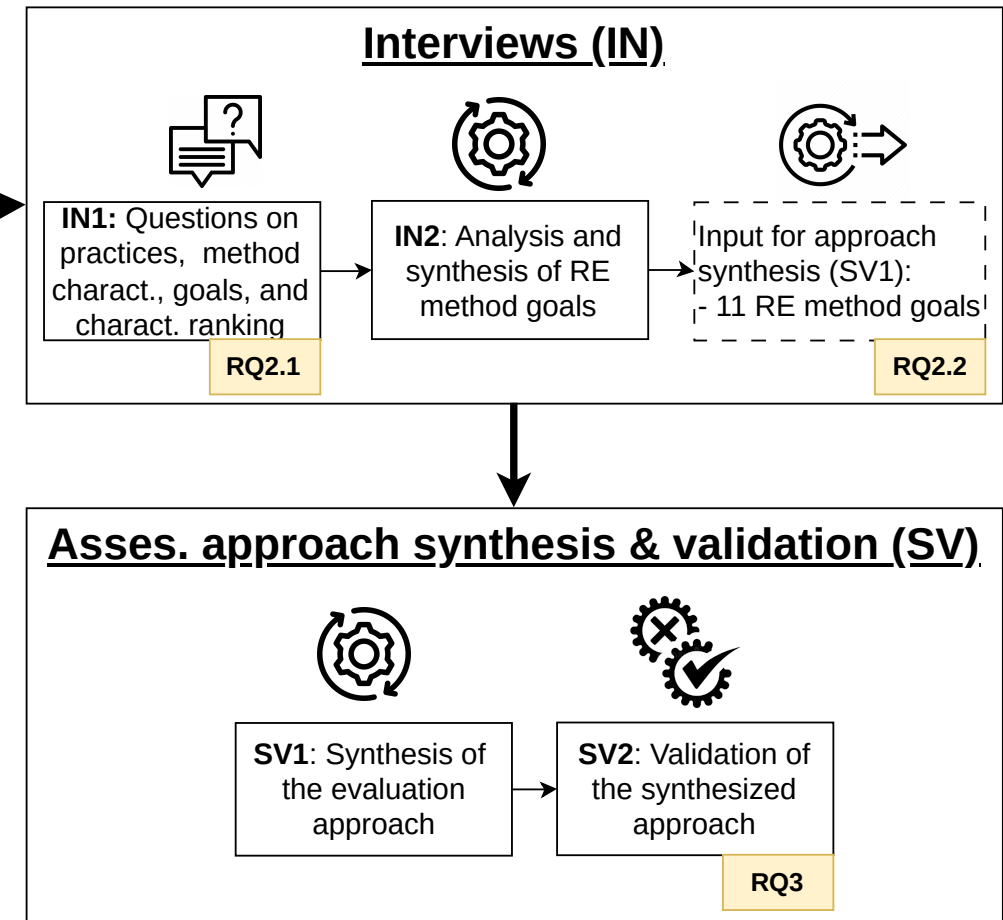 Interviews (IN)
?
IN1: Questions on
practices, method
charact., goals, and
charact. ranking
RQ2.1
IN2: Analysis and
synthesis of RE
method goals
Input for approach
synthesis (SV1):
- 11 RE method goals
RQ2.2
Asses. approach synthesis & validation (SV)
SV1: Synthesis of
the evaluation
approach
SV2: Validation of
the synthesized
approach
RQ3